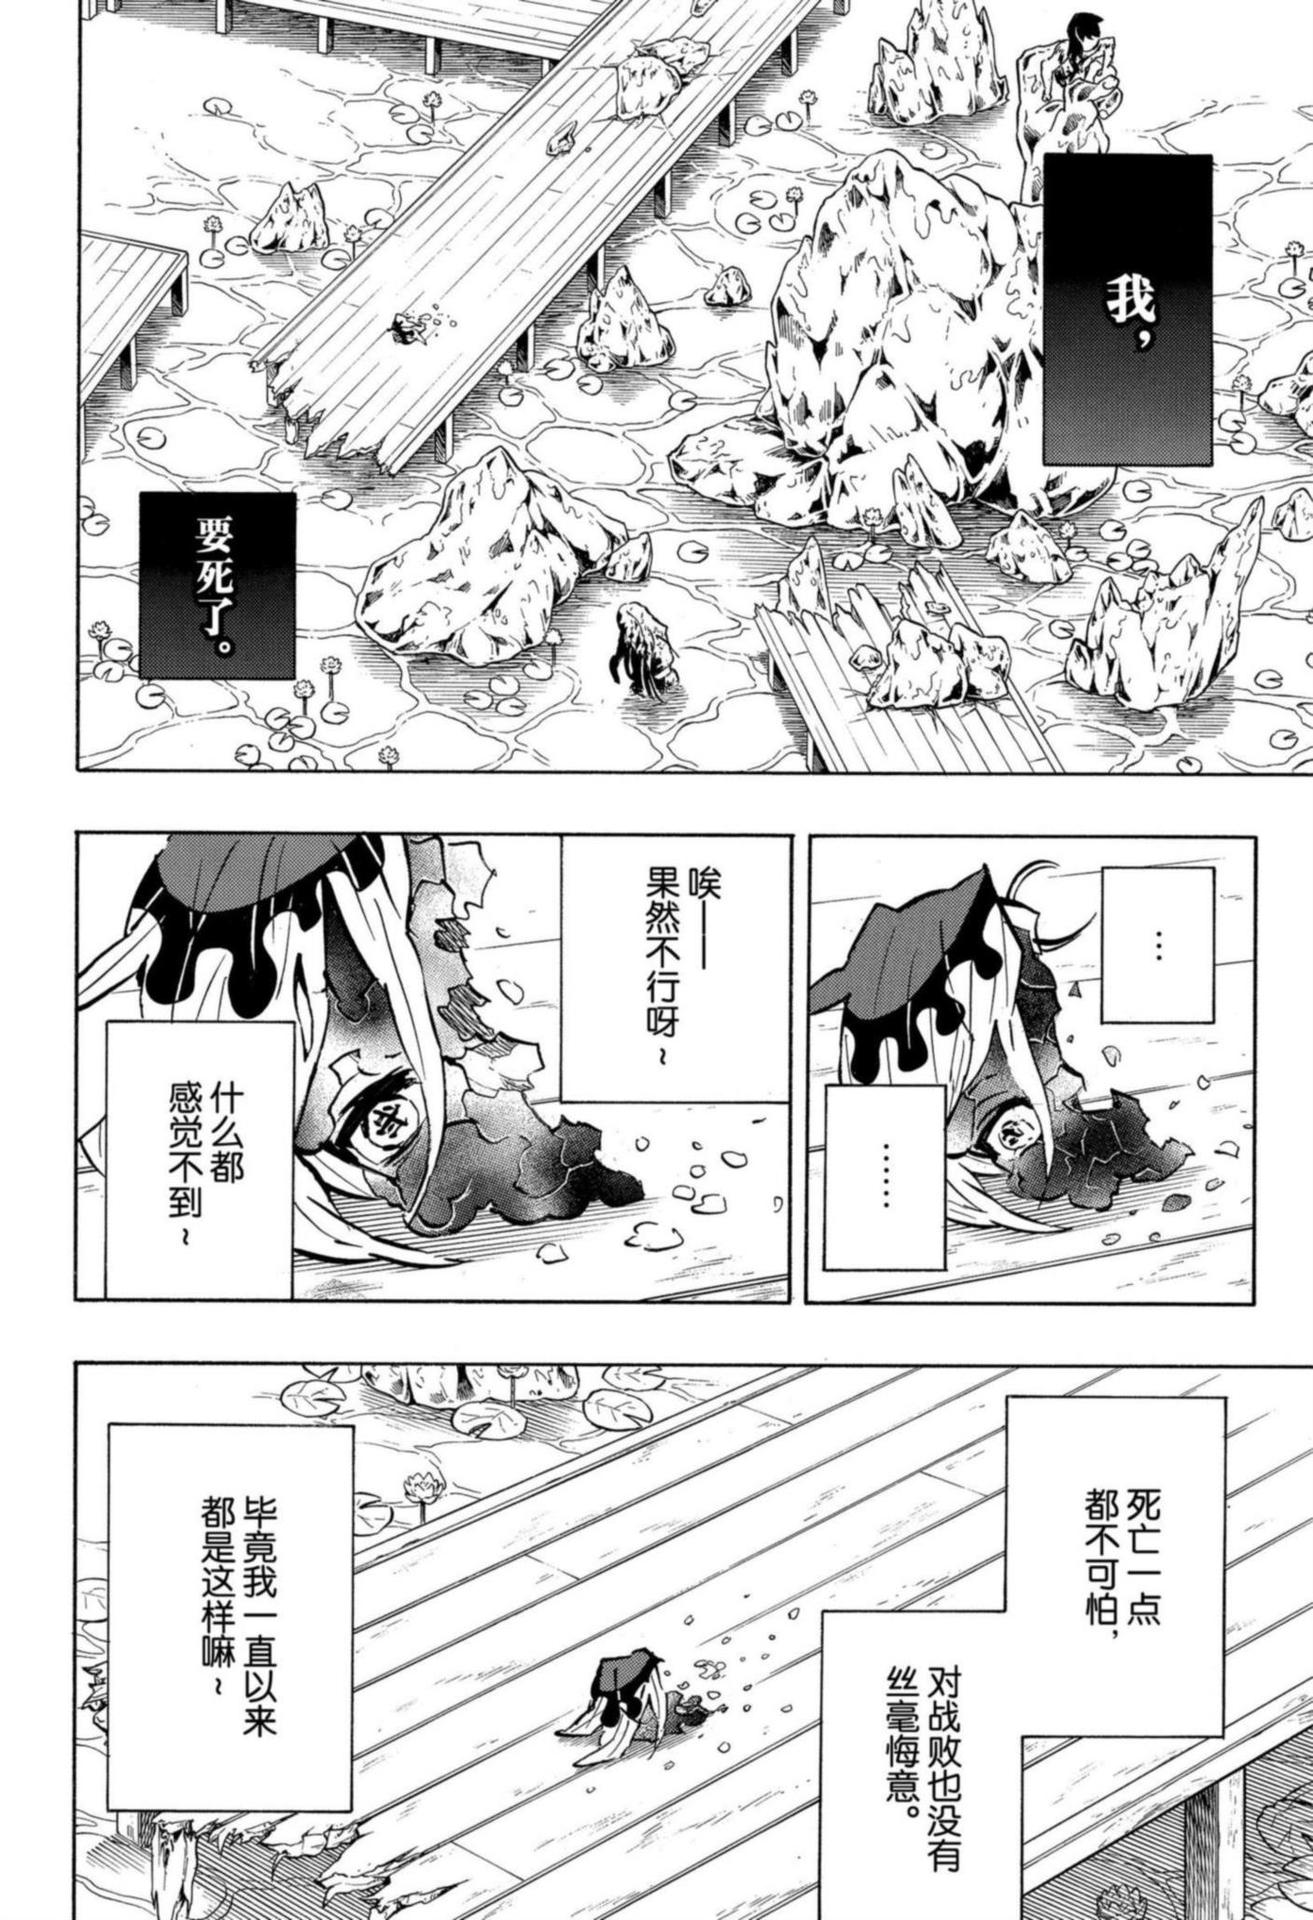 我，
要死了。
…
……
唉——
果然不行呀~
什么都
感觉不到~
死亡一点
都不可怕，
对战败也没有
丝毫悔意。
毕竟我一直以来
都是这样嘛~